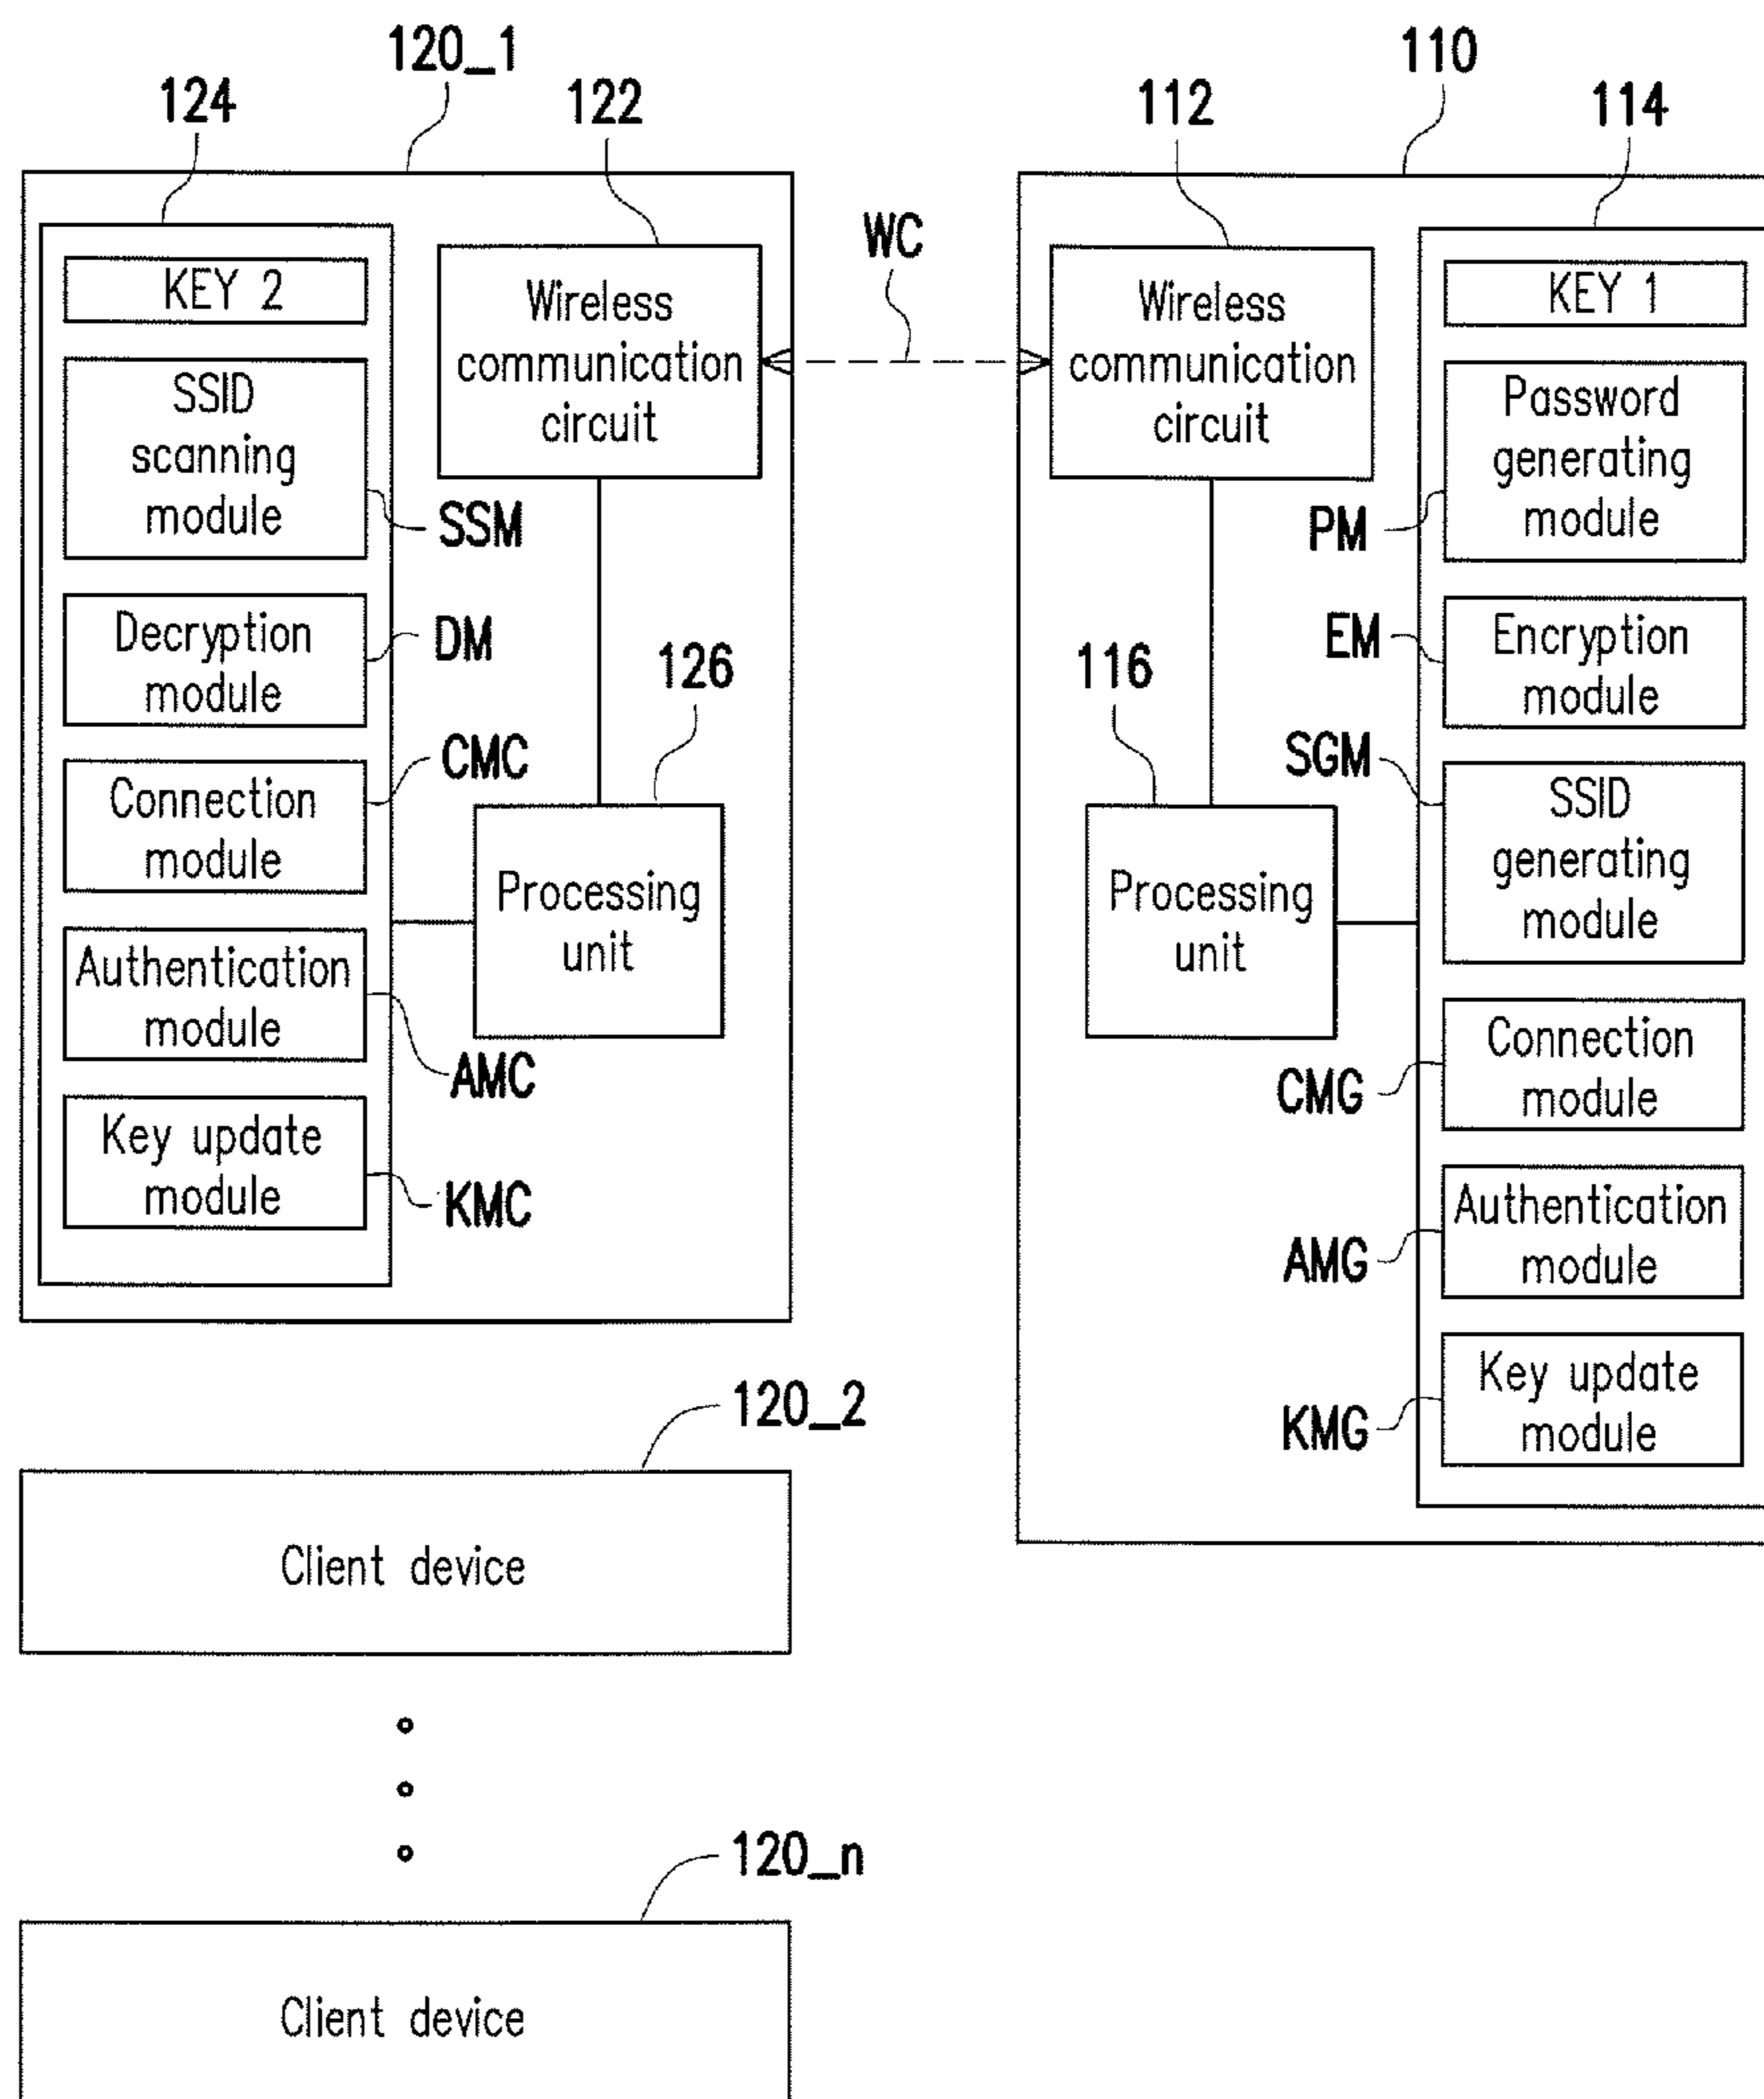 120_1
110
124
122
112
114
WC
KEY 2
SSID
scanning
module
SSM
Decryption
module
DM
Connection
module
CMC
Authentication
module
AMC
Key update
module
KMC
Wireless
communication
circuit
126
Processing
unit
Wireless
communication
circuit
116
Processing
unit
KEY 1
Password
generating
module
PM
Encryption
module
EM
SSID
generating
module
SGM
Connection
module
CMG
Authentication
module
AMG
Key update
module
KMG
120_2
Client device
120_n
Client device